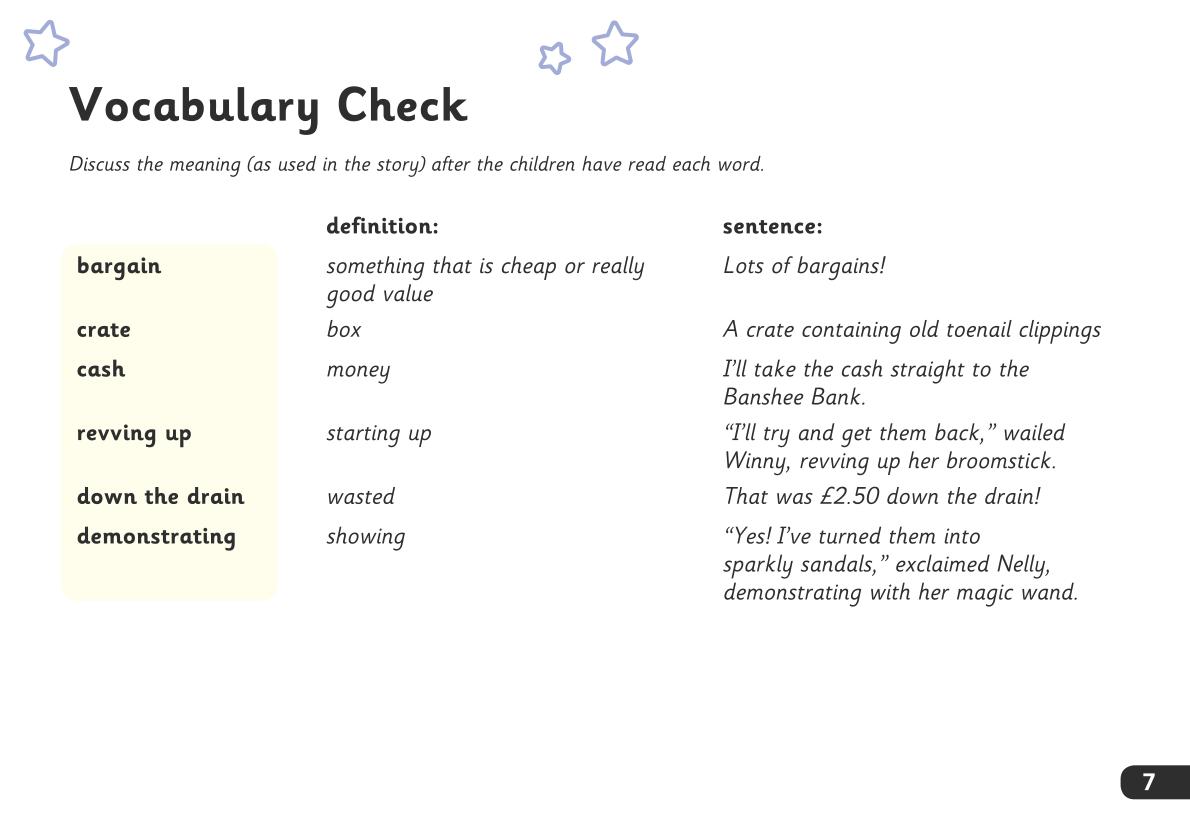 Vocabulary Check
Discuss the meaning (as used in the story) after the children have read each word.
definition: sentence:
bargain something that is cheap or really Lots of bargains!
good value
crate box A crate containing old toenail clippings
cash money I’ll take the cash straight to the
Banshee Bank.
revving up starting up “I’ll try and get them back,” wailed
Winny, revving up her broomstick.
down the drain wasted That was £2.50 down the drain!
demonstrating showing “Yes! I’ve turned them into
sparkly sandals,” exclaimed Nelly,
demonstrating with her magic wand.
7